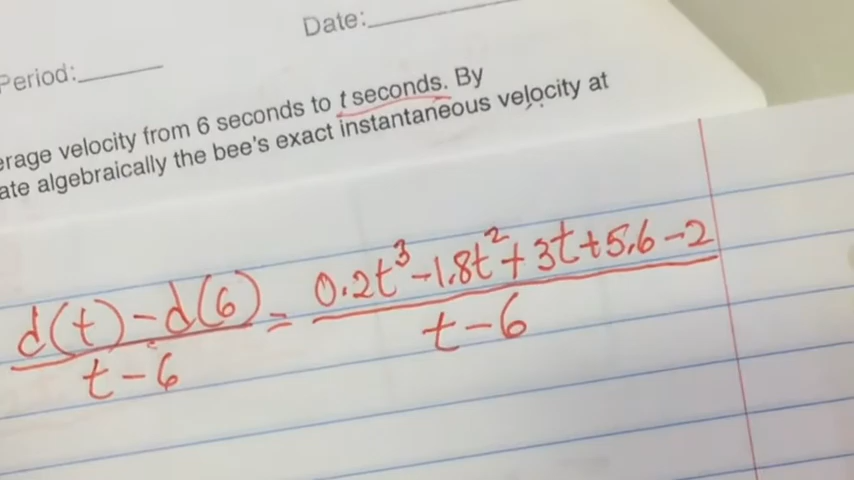 Date:
Period:
erage velocity from 6 seconds to t seconds. By
ate algebraically the bee's exact instantaneous velocity at
d(t)-d(6) = 0.2t³-1.8t²+3t+5.6-2
t-6 t-6